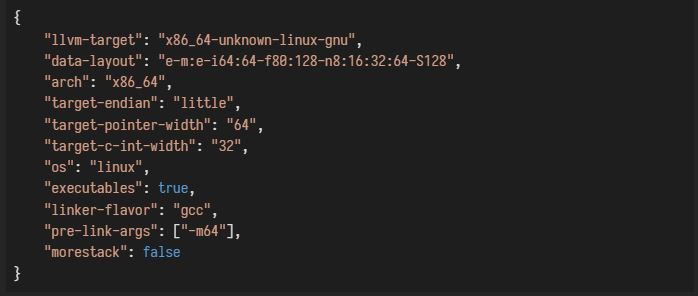 {
    "llvm-target": "x86_64-unknown-linux-gnu",
    "data-layout": "e-m:e-i64:64-f80:128-n8:16:32:64-S128",
    "arch": "x86_64",
    "target-endian": "little",
    "target-pointer-width": "64",
    "target-c-int-width": "32",
    "os": "linux",
    "executables": true,
    "linker-flavor": "gcc",
    "pre-link-args": ["-m64"],
    "morestack": false
}